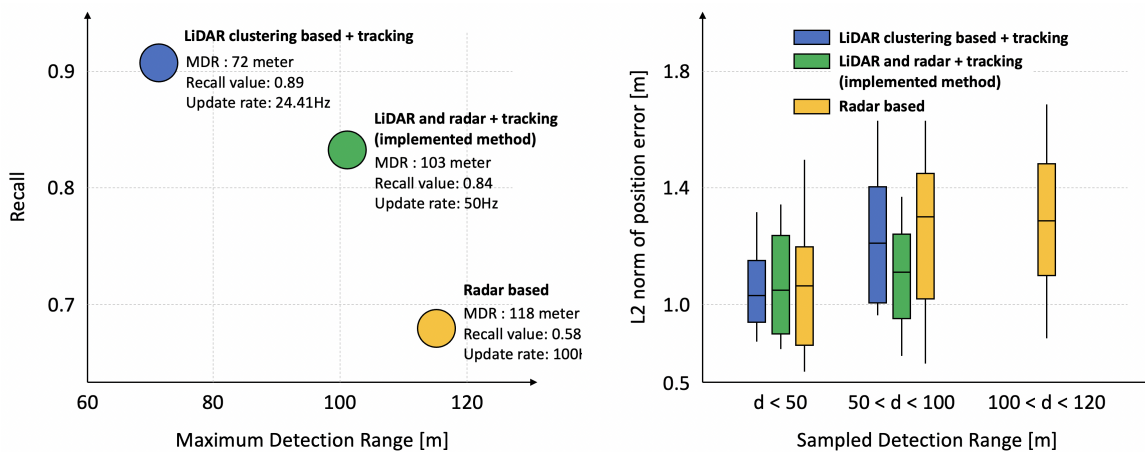 LiDAR clustering based + tracking
MDR : 72 meter
Recall value: 0.89
Update rate: 24.41Hz
LiDAR and radar + tracking
(implemented method)
MDR : 103 meter
Recall value: 0.84
Update rate: 50Hz
Radar based
MDR : 118 meter
Recall value: 0.58
Update rate: 100H
0.9
0.8
0.7
Recall
60
80
100
120
Maximum Detection Range [m]
LiDAR clustering based + tracking
LiDAR and radar + tracking
(implemented method)
Radar based
1.8
1.4
1.0
0.5
L2 norm of position error [m]
d < 50
50 < d < 100
100 < d < 120
Sampled Detection Range [m]